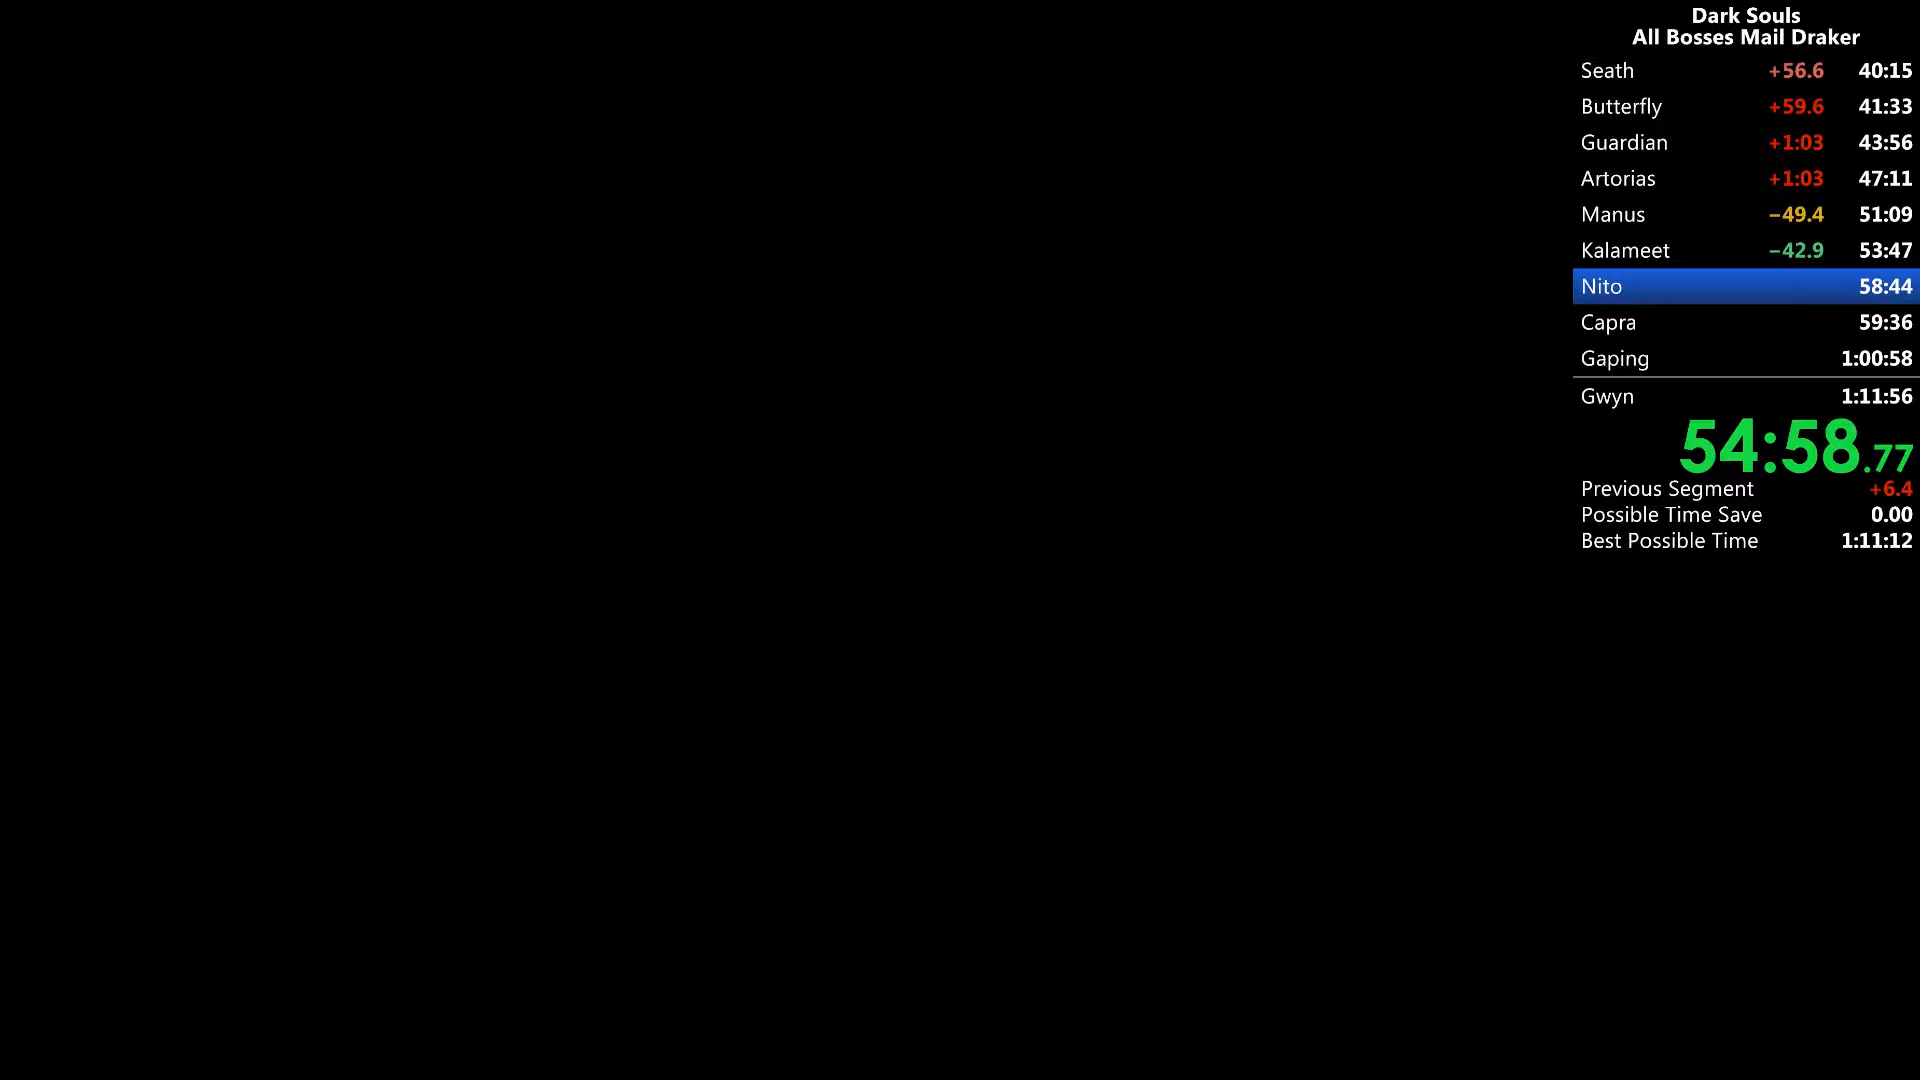 Dark Souls
All Bosses Mail Draker
Seath +56.6 40:15
Butterfly +59.6 41:33
Guardian +1:03 43:56
Artorias +1:03 47:11
Manus −49.4 51:09
Kalameet −42.9 53:47
Nito 58:44
Capra 59:36
Gaping 1:00:58
Gwyn 1:11:56
54:58.77
Previous Segment +6.4
Possible Time Save 0.00
Best Possible Time 1:11:12